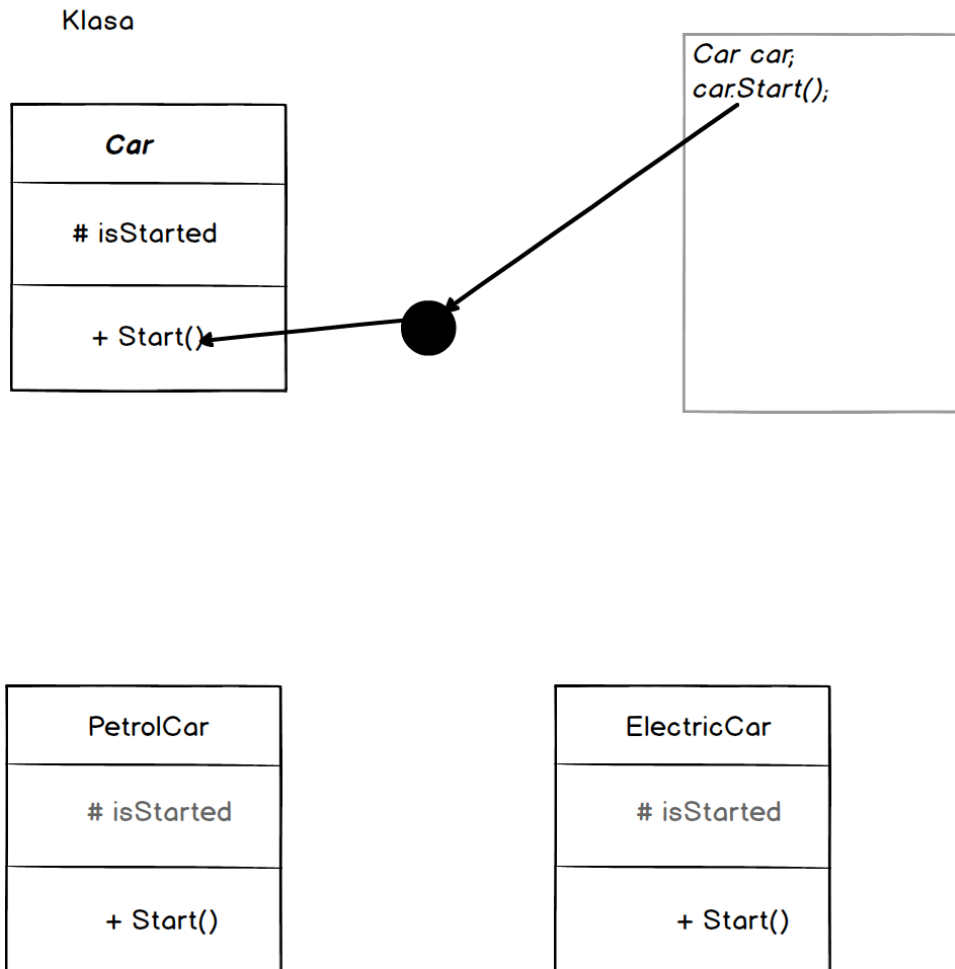 Klasa
Car car;
car.Start();
Car
# isStarted
+ Start()
PetrolCar
# isStarted
+ Start()
ElectricCar
# isStarted
+ Start()